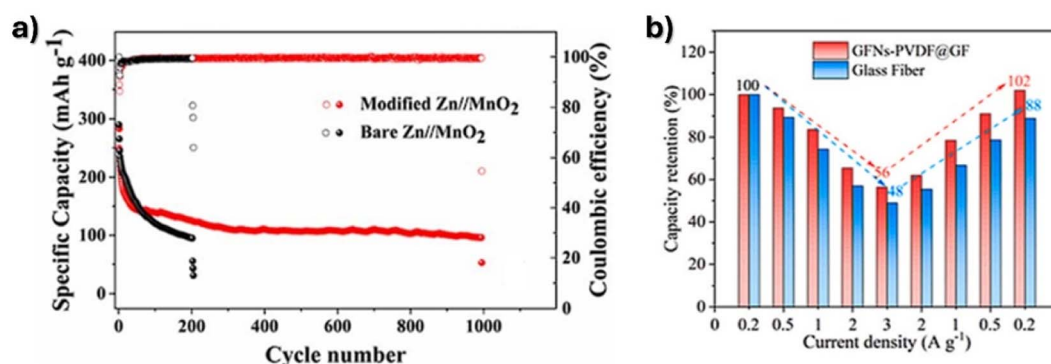 a)
Specific Capacity (mAh g⁻¹)
400
300
200
100
0
Modified Zn//MnO₂
Bare Zn//MnO₂
100
80
60
40
20
0
Coulombic efficiency (%)
0 200 400 600 800 1000
Cycle number
b)
Capacity retention (%)
120
100
80
60
40
20
0
GFNs-PVDF@GF
Glass Fiber
100
56
48
102
88
0 0.2 0.5 1 2 3 2 1 0.5 0.2
Current density (A g⁻¹)